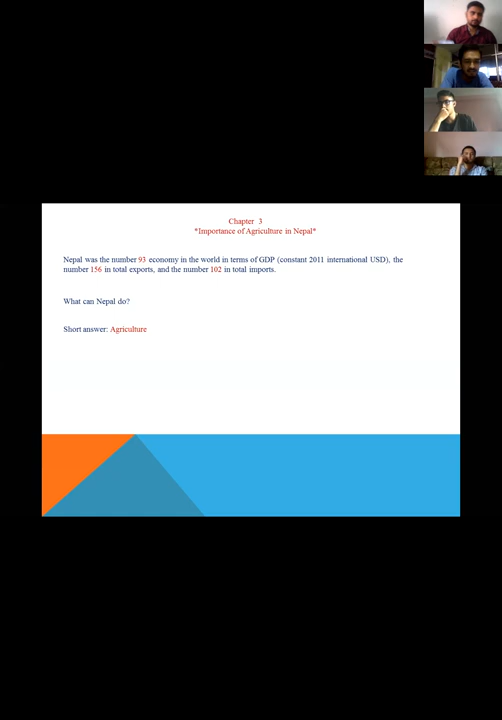 Chapter 3
*Importance of Agriculture in Nepal*
Nepal was the number 93 economy in the world in terms of GDP (constant 2011 international USD), the
number 156 in total exports, and the number 102 in total imports.
What can Nepal do?
Short answer: Agriculture